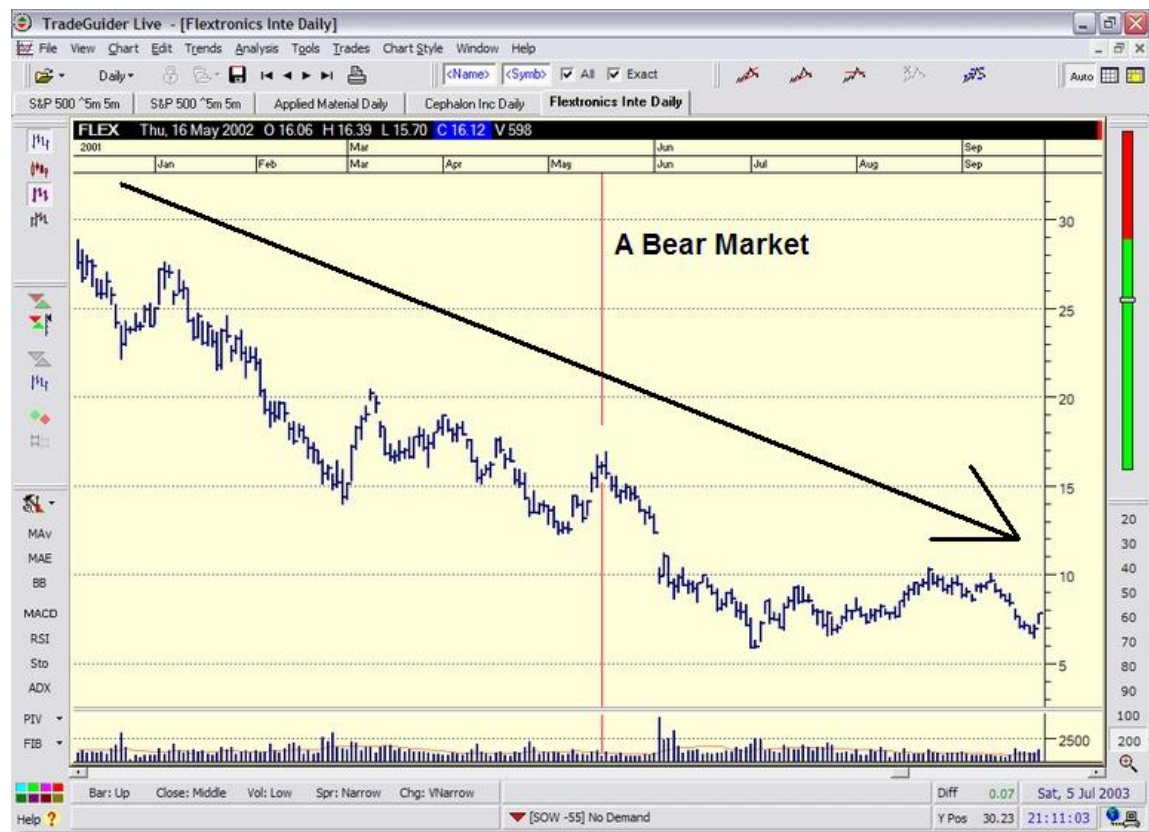 TradeGuider Live - [Flextronics Inte Daily]
File View Chart Edit Trends Analysis Tools Trades Chart Style Window Help
Daily <Name> <Symb> All Exact Auto
S&P 500 ^5m 5m S&P 500 ^5m 5m Applied Material Daily Cephalon Inc Daily Flextronics Inte Daily
FLEX Thu, 16 May 2002 O 16.06 H 16.39 L 15.70 C 16.12 V 598
2001 Mar Jun Sep
Jan Feb Mar Apr May Jun Jul Aug Sep
30
A Bear Market
25
20
15
10
5
2500
MAv
MAE
BB
MACD
RSI
Sto
ADX
PIV
FIB
20
30
40
50
60
70
80
90
100
200
Bar: Up Close: Middle Vol: Low Spr: Narrow Chg: VNarrow Diff 0.07 Sat, 5 Jul 2003
Help ? [SOW -55] No Demand Y Pos 30.23 21:11:03